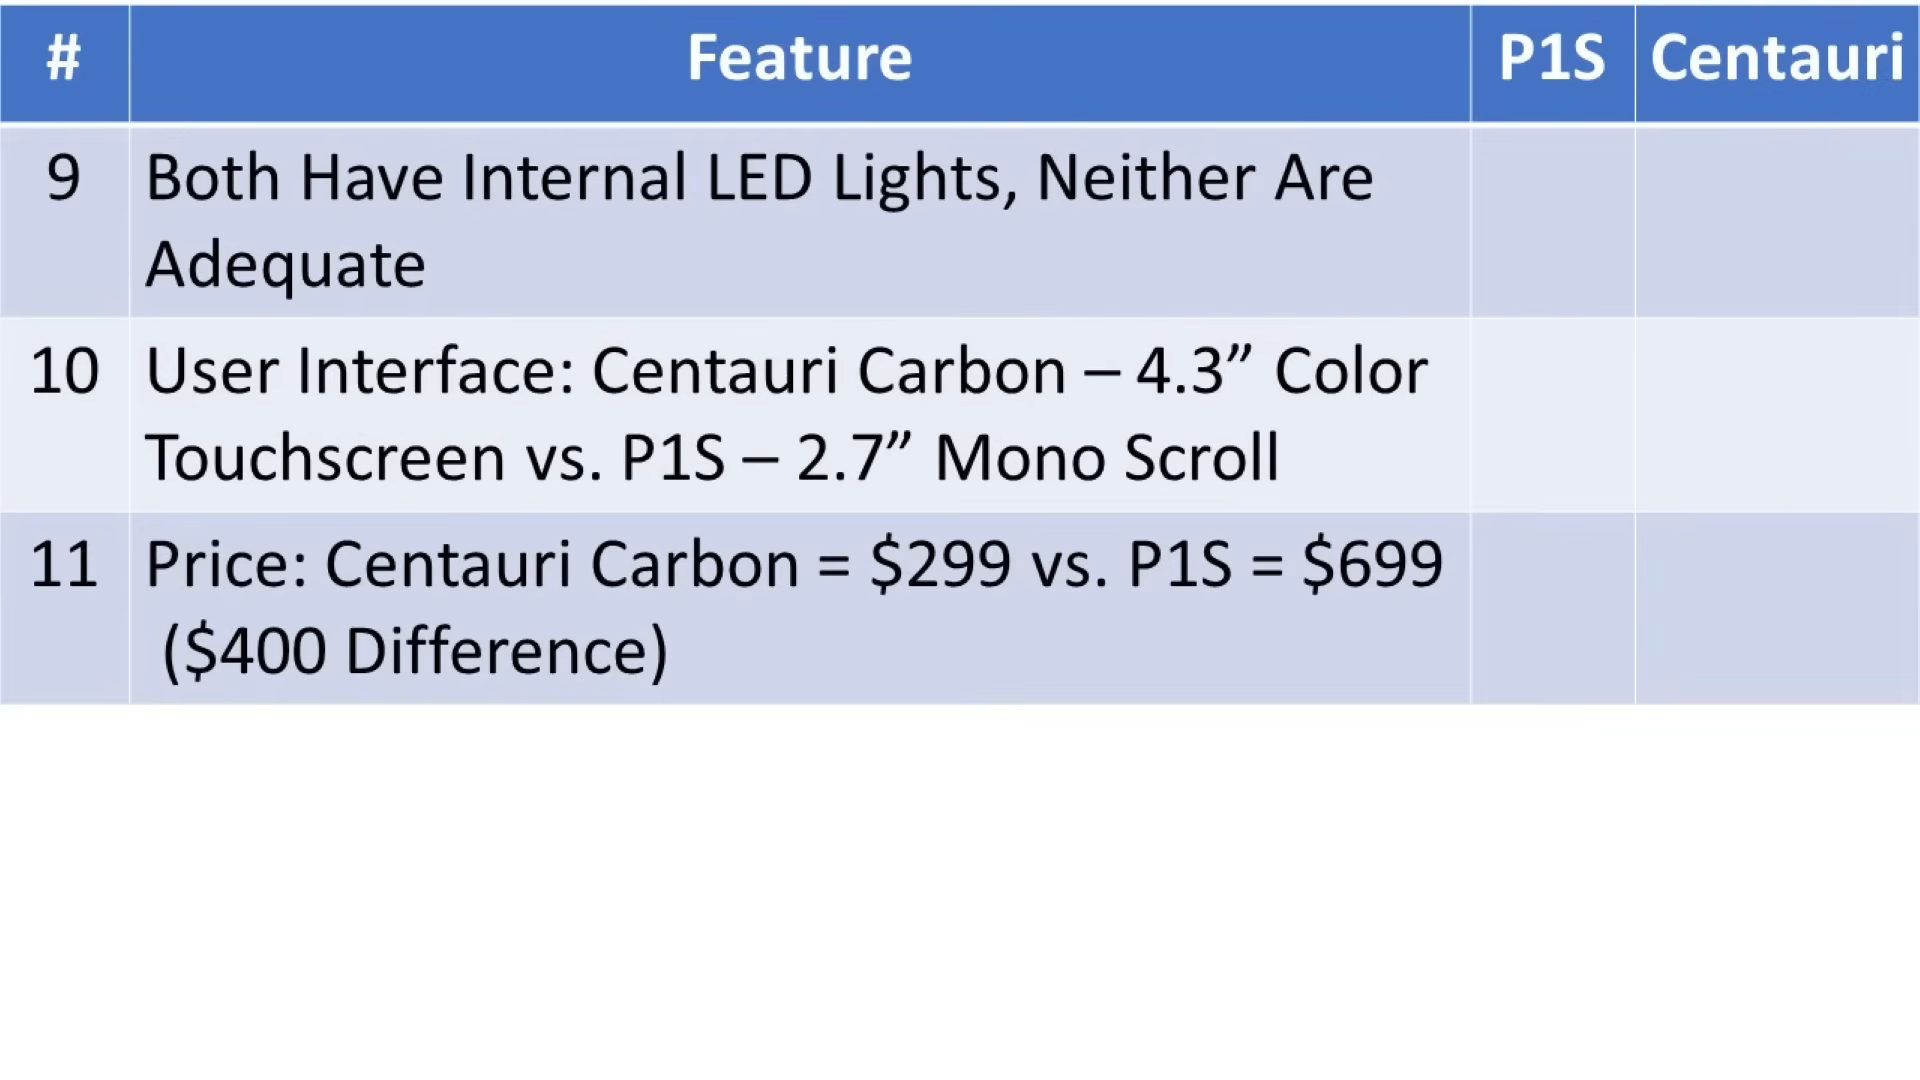 # Feature P1S Centauri
9 Both Have Internal LED Lights, Neither Are
Adequate
10 User Interface: Centauri Carbon – 4.3” Color
Touchscreen vs. P1S – 2.7” Mono Scroll
11 Price: Centauri Carbon = $299 vs. P1S = $699
($400 Difference)